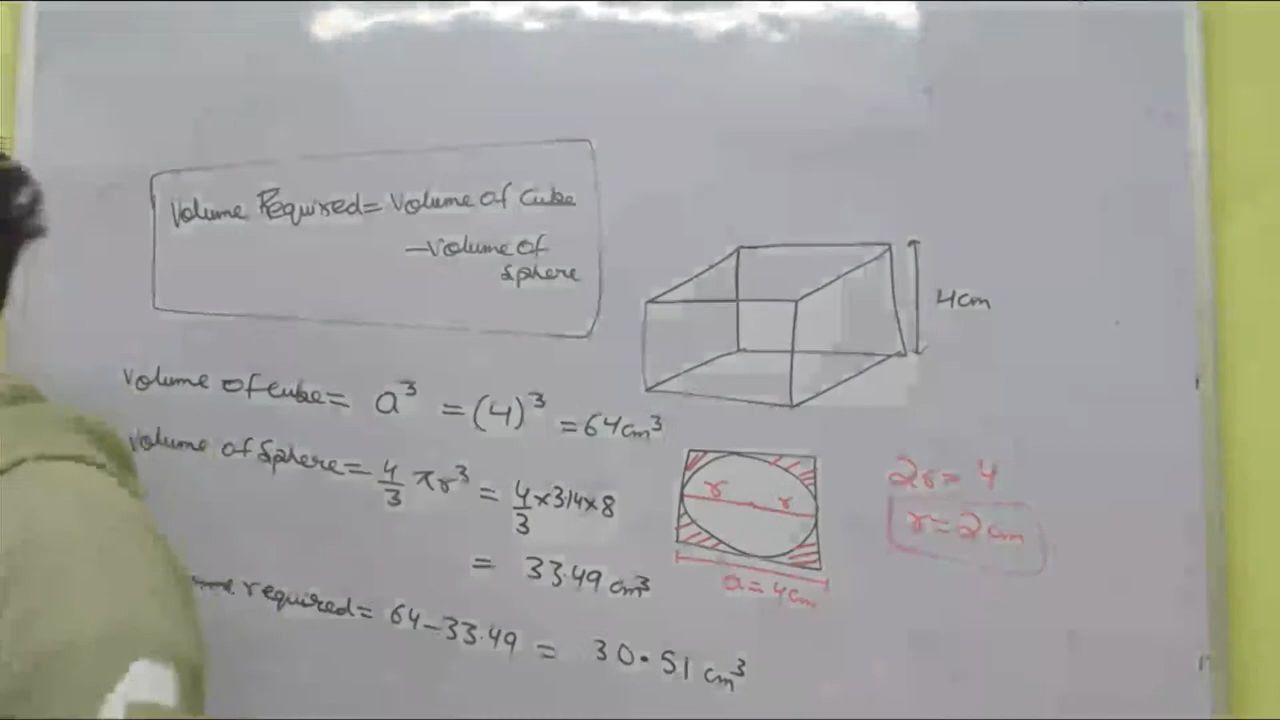 Volume Required = Volume of Cube
- Volume of
Sphere
4cm
Volume of Cube = a³ = (4)³ = 64 cm³
Volume of Sphere = 4/3 πr³ = 4/3 × 3.14 × 8
= 33.49 cm³
required = 64 - 33.49 = 30.51 cm³
r r
a = 4cm
2r = 4
r = 2 cm